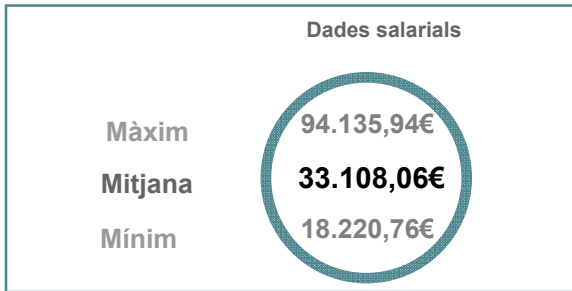 Dades salarials
Màxim 94.135,94€
Mitjana 33.108,06€
Mínim 18.220,76€